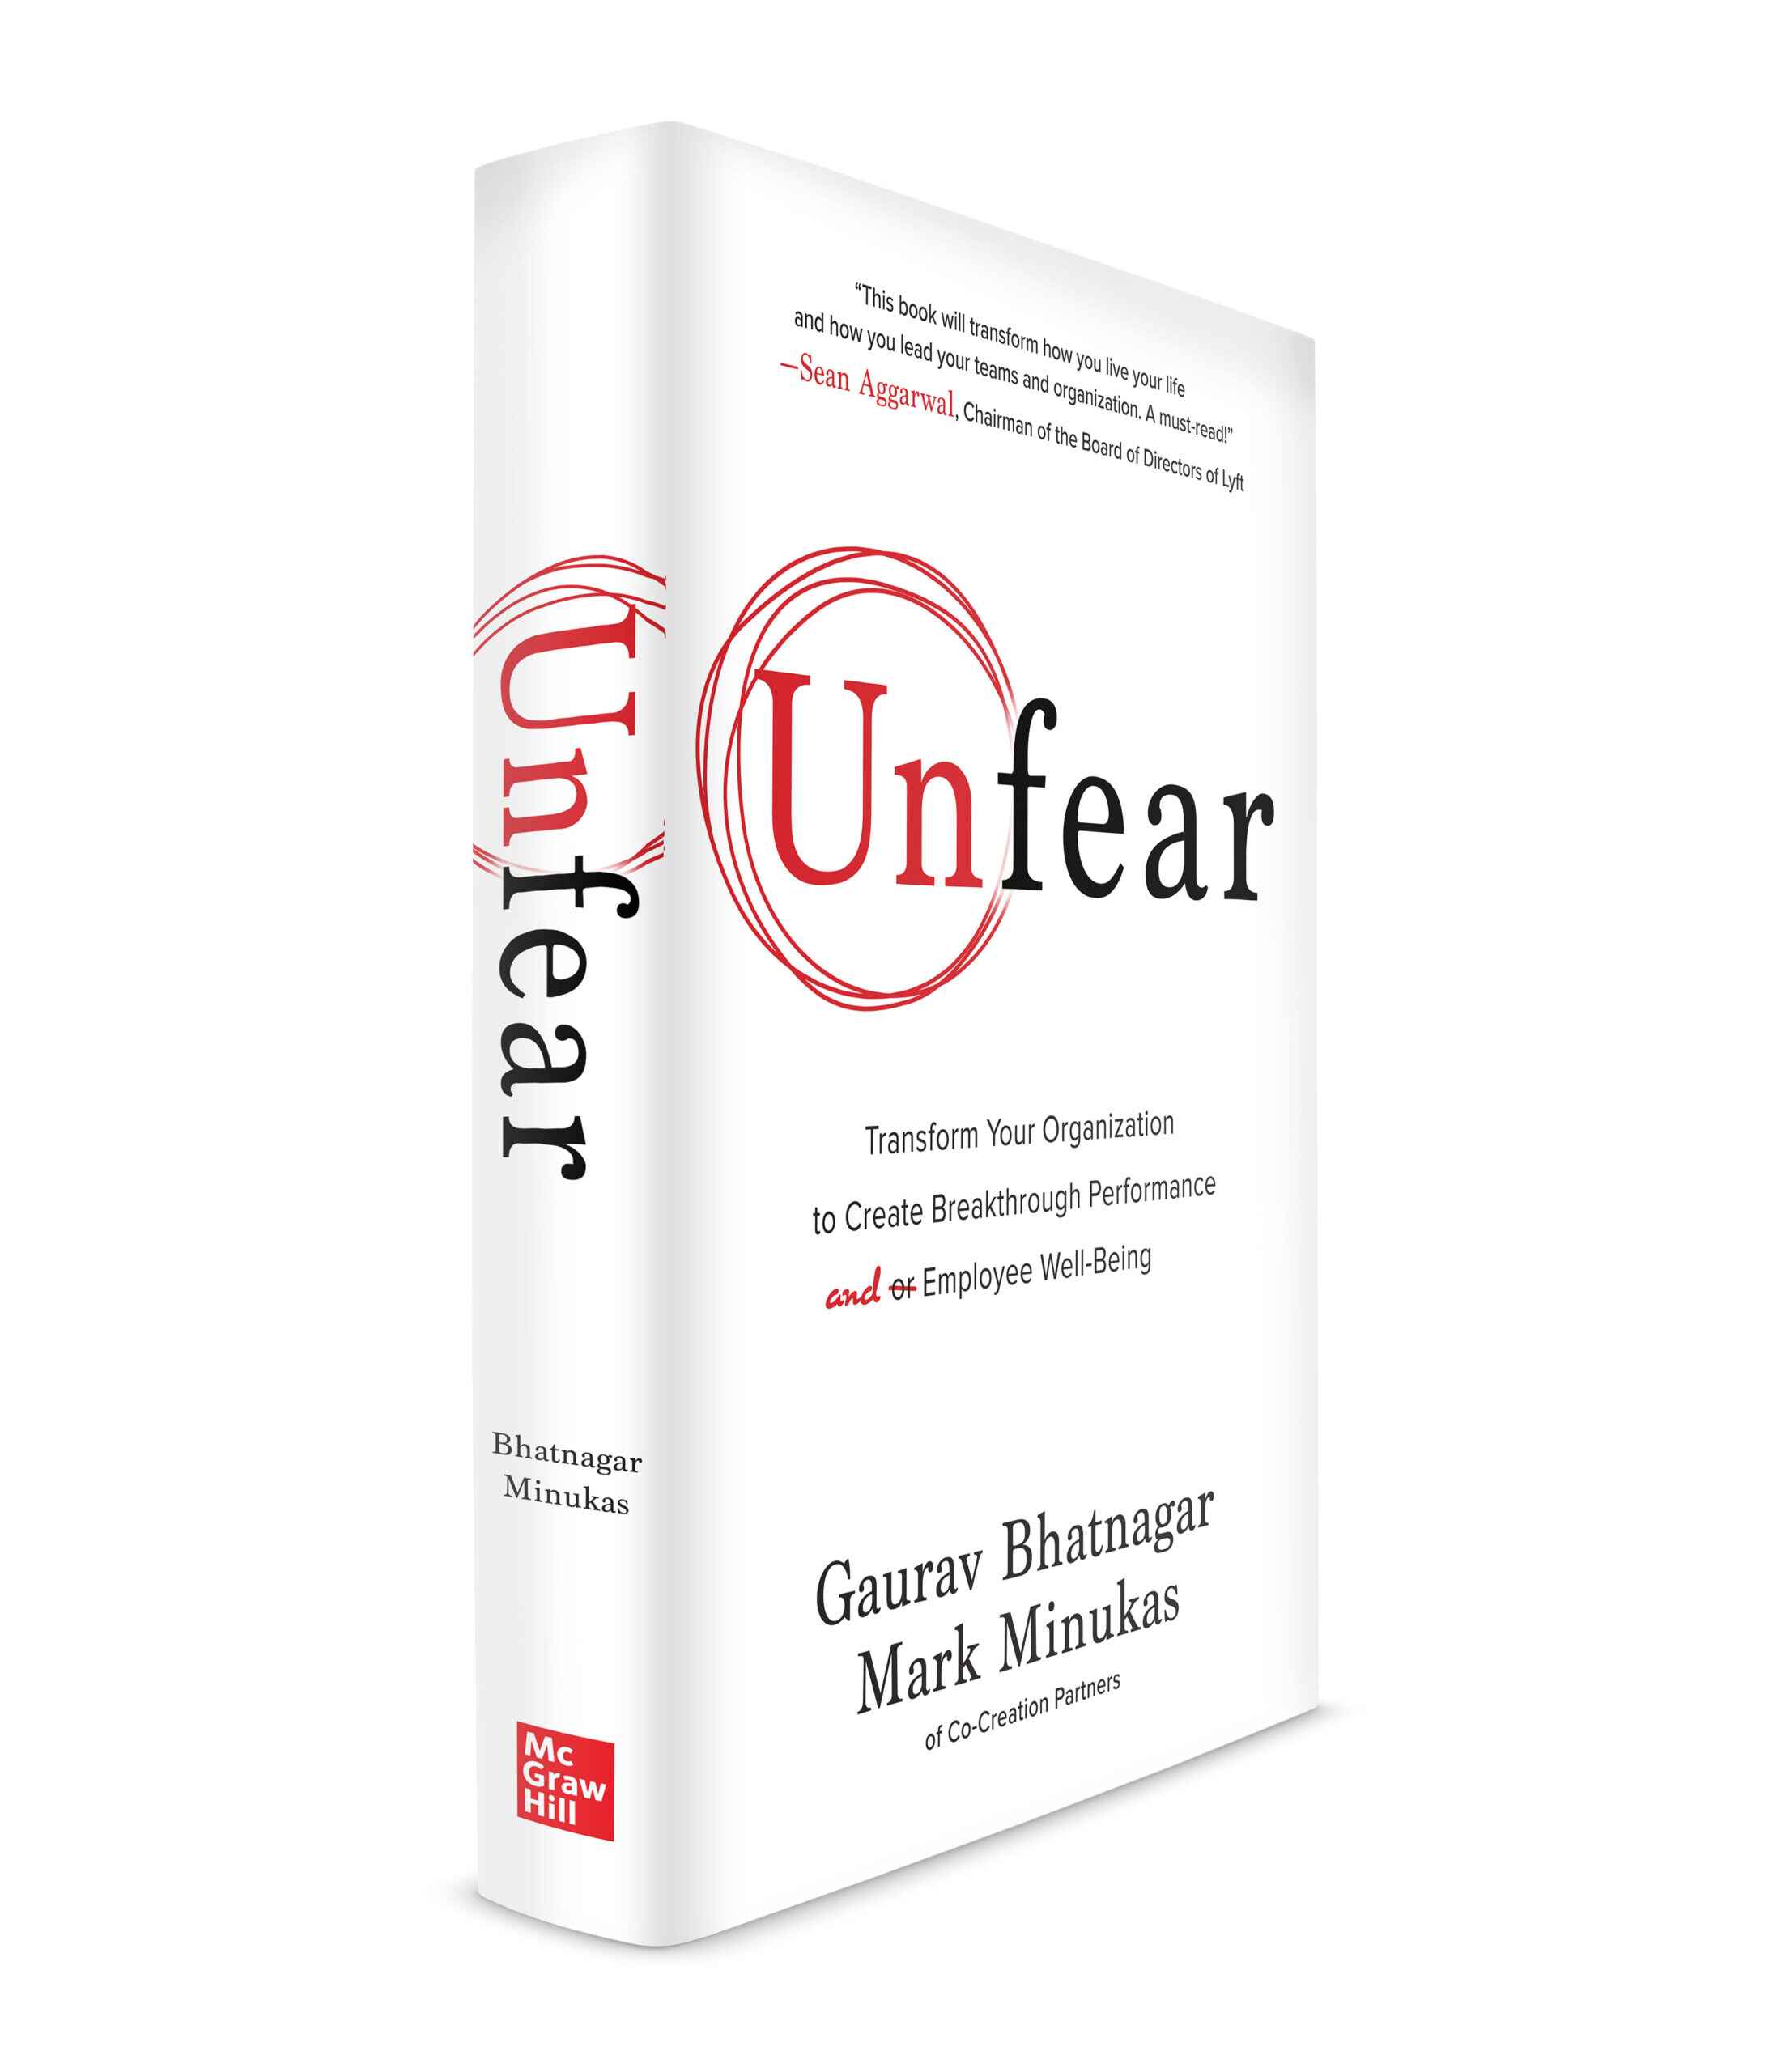 Unfear
Bhatnagar
Minukas
Mc
Graw
Hill
“This book will transform how you live your life
and how you lead your teams and organization. A must-read!”
—Sean Aggarwal, Chairman of the Board of Directors of Lyft
Unfear
Transform Your Organization
to Create Breakthrough Performance
and or Employee Well-Being
Gaurav Bhatnagar
Mark Minukas
of Co-Creation Partners